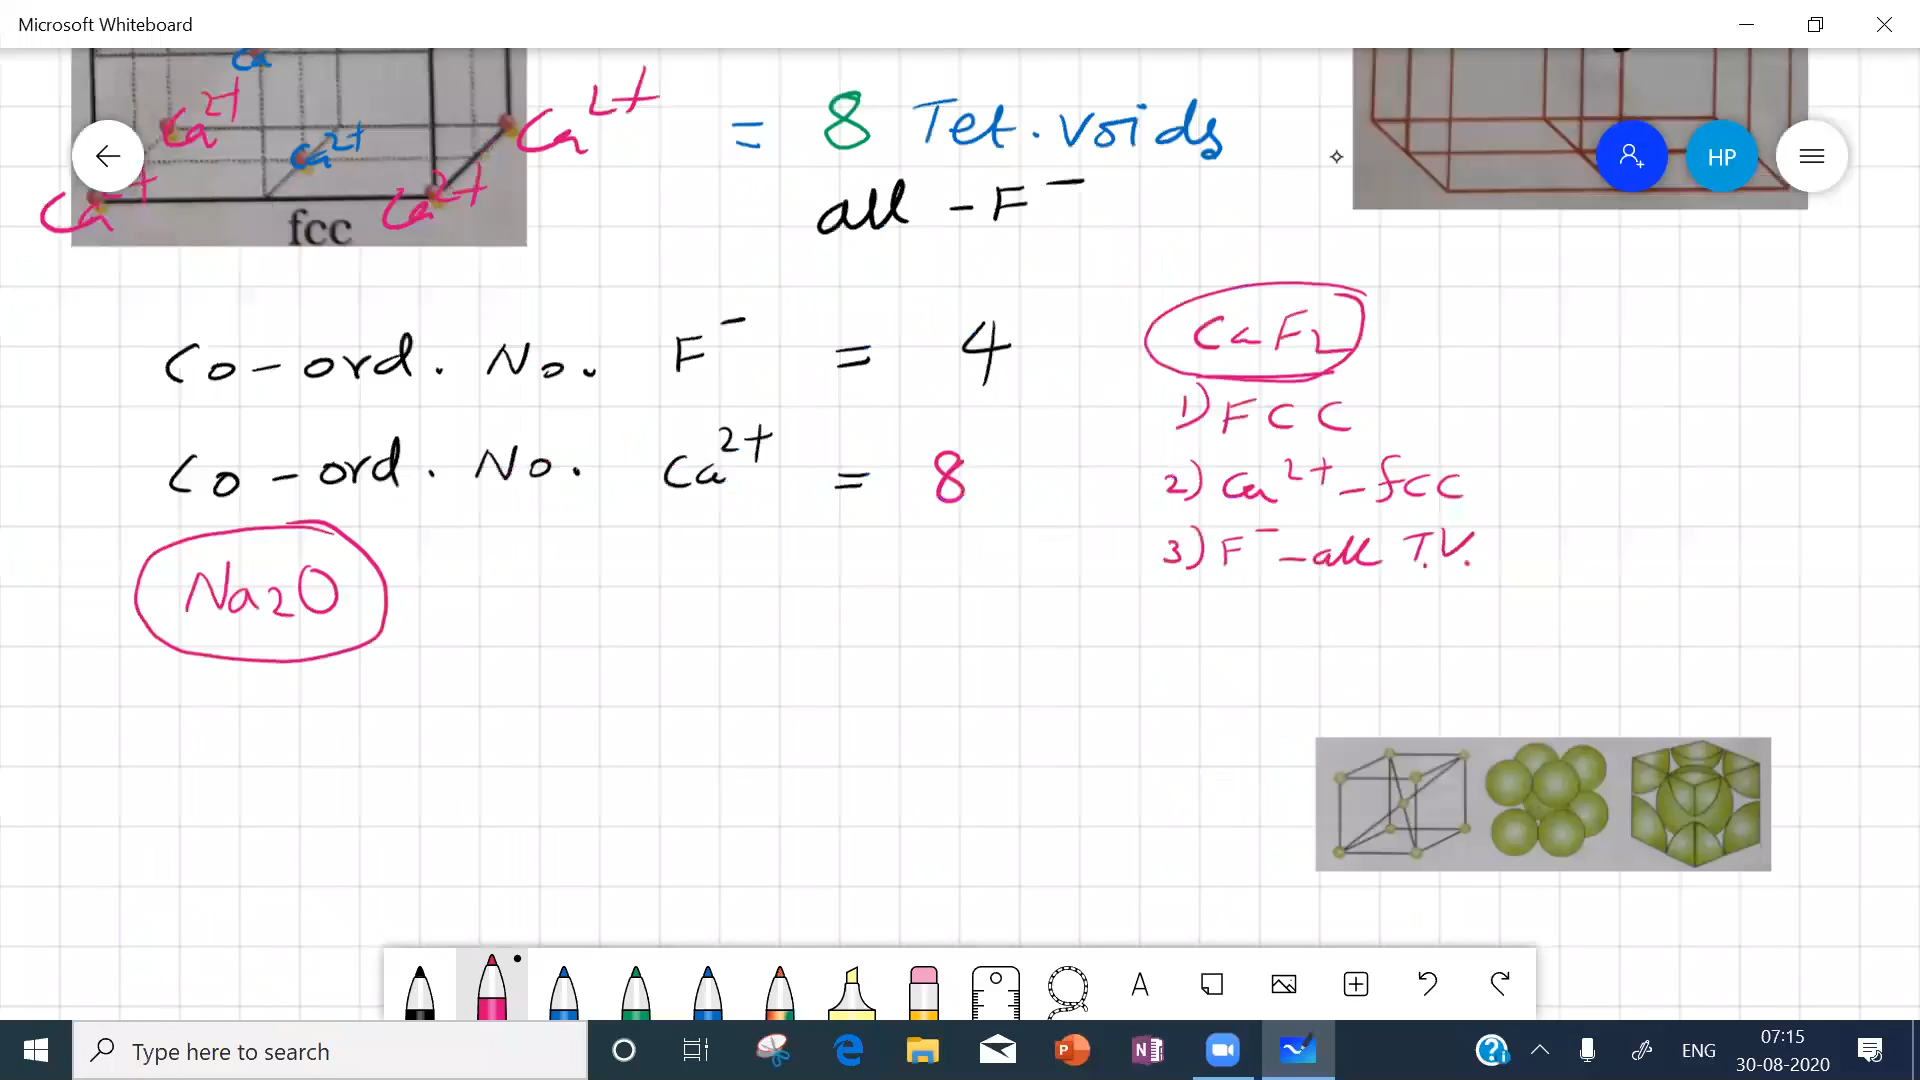 Microsoft Whiteboard
Ca
Ca2+
Ca2+
Ca2+
Ca2+
fcc
= 8 Tet. voids
all - F⁻
HP
Co-ord. No. F⁻ = 4
Co-ord. No. Ca2+ = 8
CaF2
1) FCC
2) Ca2+ - fcc
3) F⁻ - all T.V.
Na2O
A
Type here to search
ENG
07:15
30-08-2020